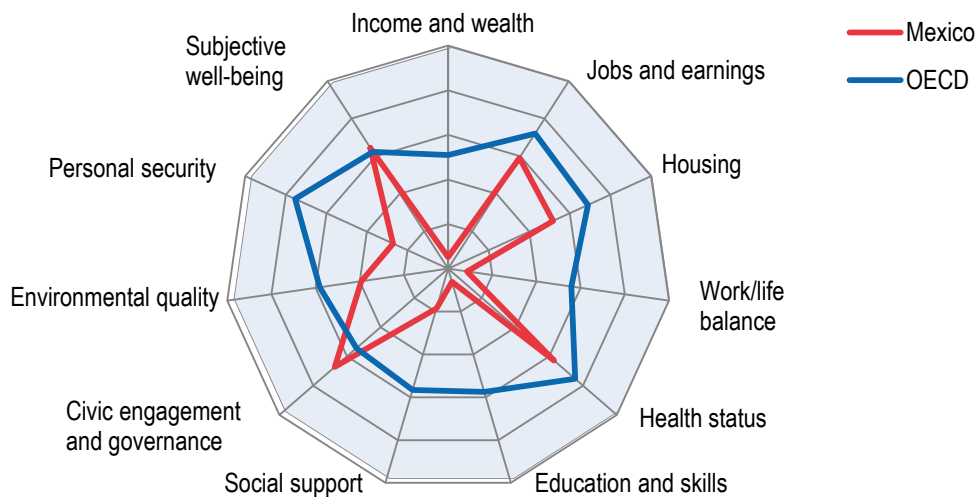 Income and wealth
Jobs and earnings
Housing
Work/life
balance
Health status
Education and skills
Social support
Civic engagement
and governance
Environmental quality
Personal security
Subjective
well-being
Mexico
OECD